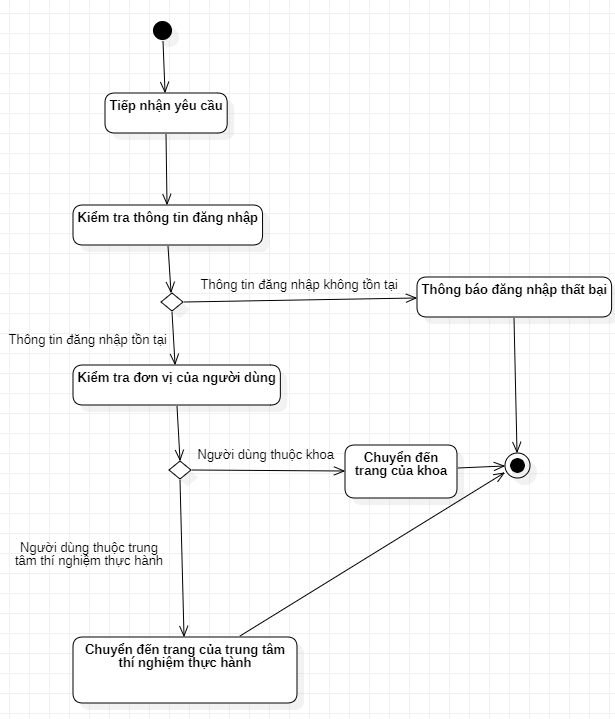 Tiếp nhận yêu cầu
Kiểm tra thông tin đăng nhập
Thông tin đăng nhập không tồn tại
Thông báo đăng nhập thất bại
Thông tin đăng nhập tồn tại
Kiểm tra đơn vị của người dùng
Người dùng thuộc khoa
Chuyển đến
trang của khoa
Người dùng thuộc trung
tâm thí nghiệm thực hành
Chuyển đến trang của trung tâm
thí nghiệm thực hành